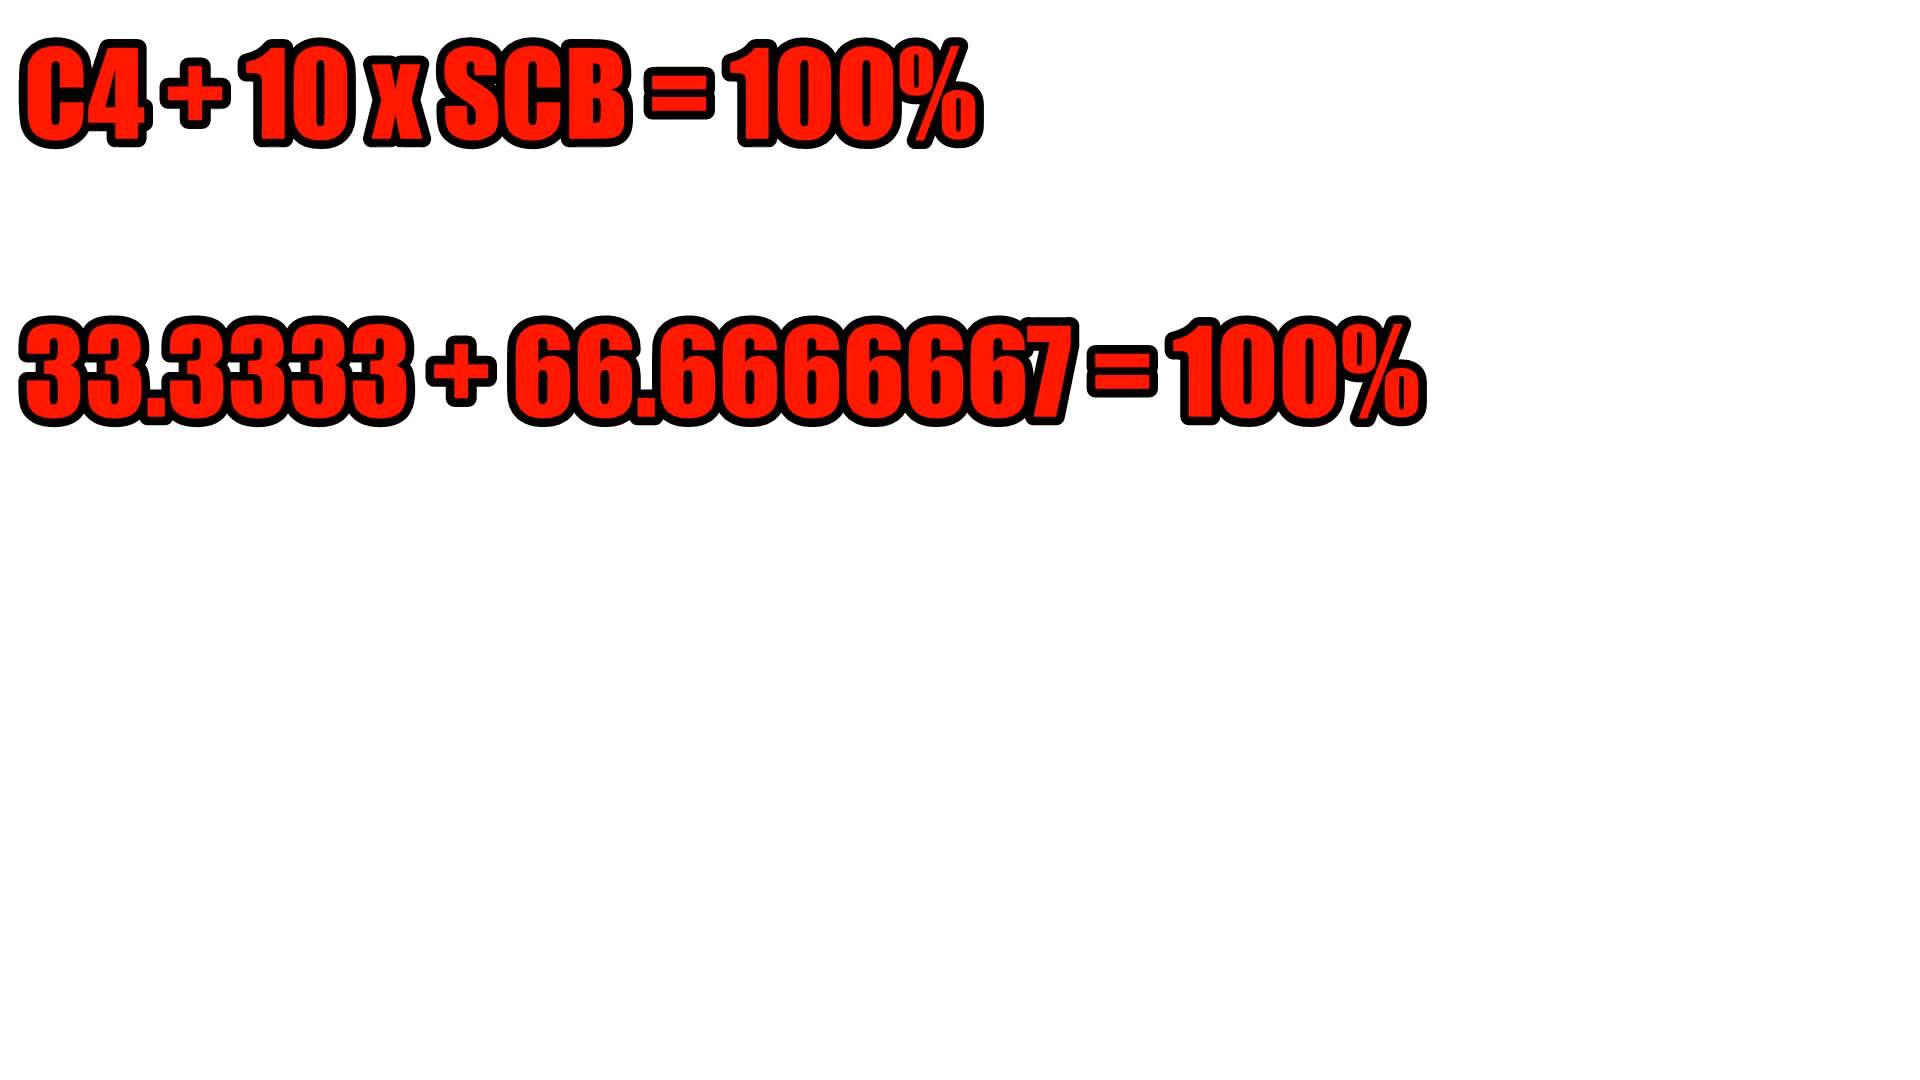 C4 + 10 x SCB = 100%
33.3333 + 66.6666667 = 100%